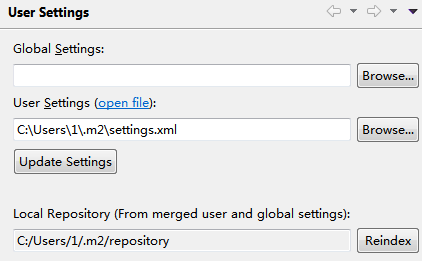 User Settings
Global Settings:
Browse...
User Settings (open file):
C:\Users\1\.m2\settings.xml
Browse...
Update Settings
Local Repository (From merged user and global settings):
C:/Users/1/.m2/repository
Reindex